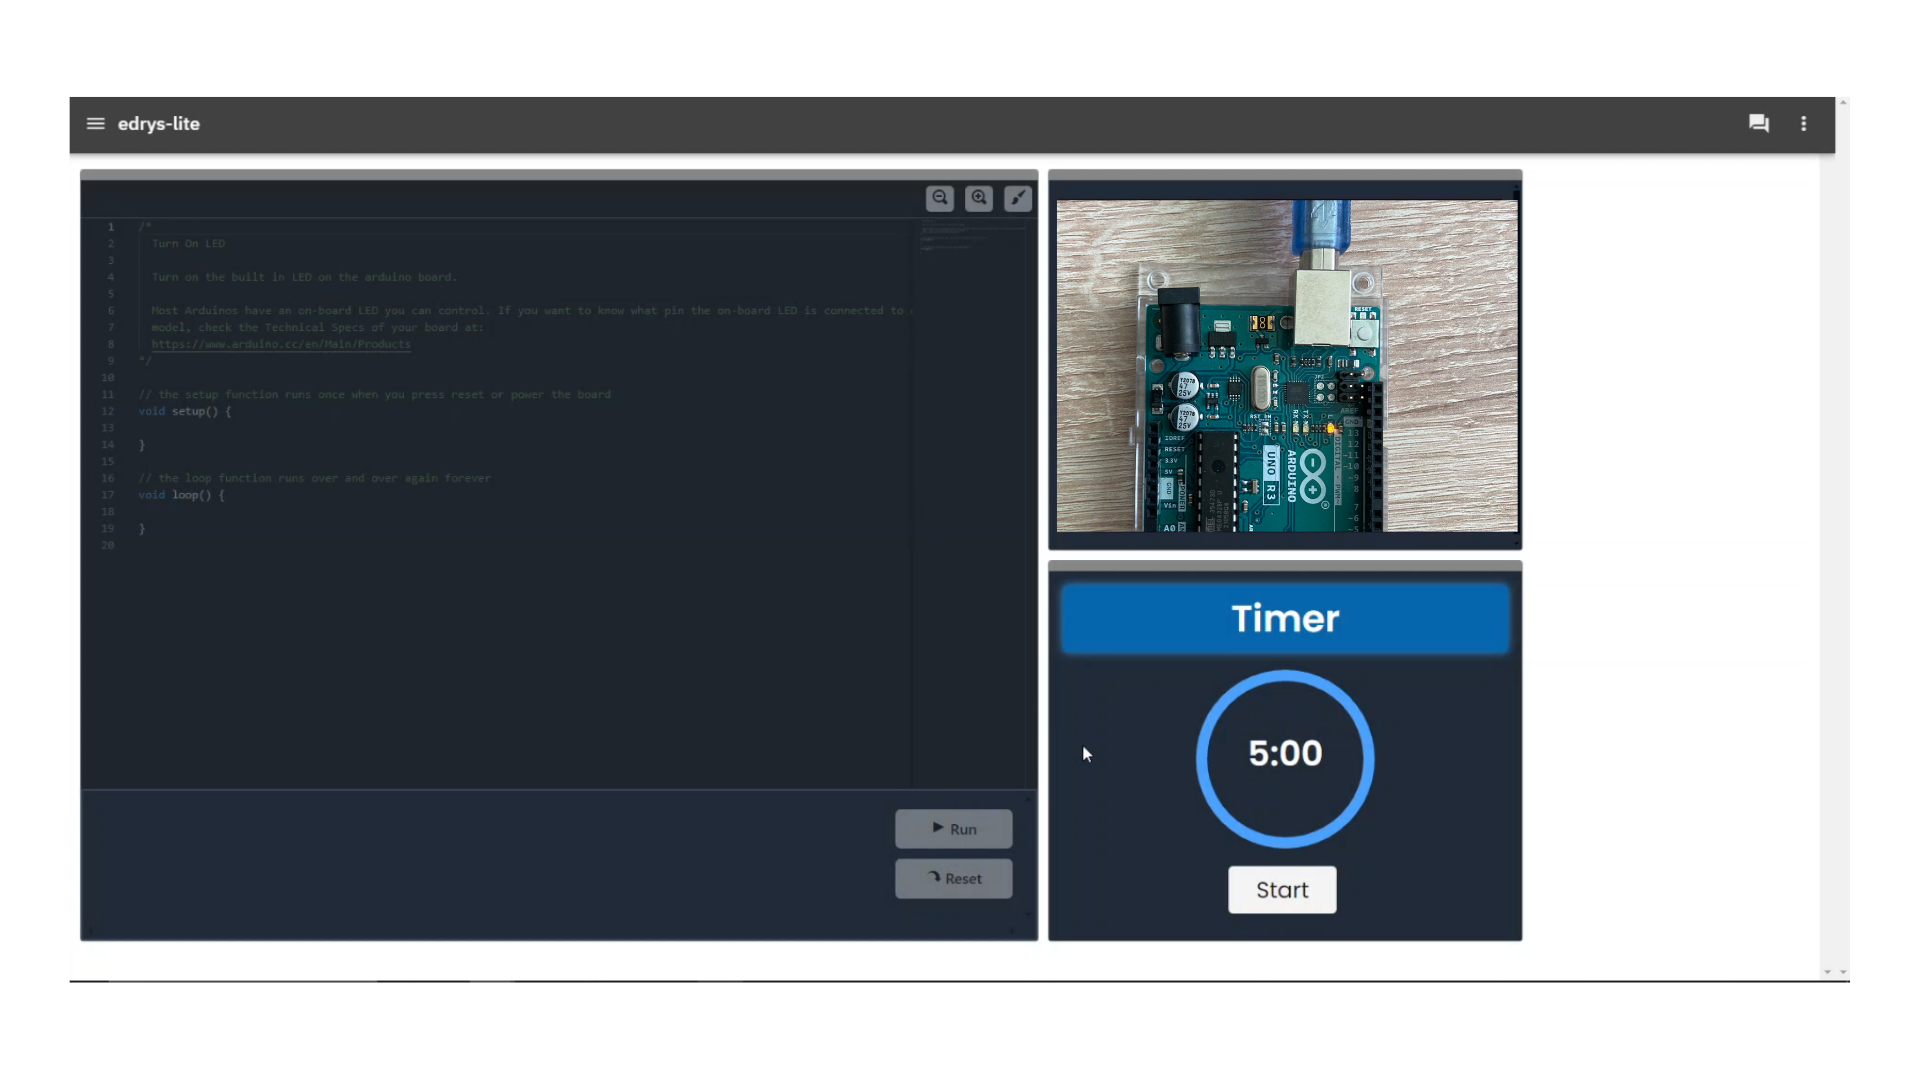 edrys-lite
1 /*
2 Turn On LED
3
4 Turn on the built in LED on the arduino board.
5
6 Most Arduinos have an on-board LED you can control. If you want to know what pin the on-board LED is connected to
7 model, check the Technical Specs of your board at:
8 https://www.arduino.cc/en/Main/Products
9 */
10
11 // the setup function runs once when you press reset or power the board
12 void setup() {
13
14 }
15
16 // the loop function runs over and over again forever
17 void loop() {
18
19 }
20
Run
Reset
RESET
47
25V
47
25V
IOREF
RESET
3.3V
5V
GND
Vin
A0
POWER
TX
RX
UNO R3
ARDUINO
AREF
GND
13
12
~11
~10
~9
8
7
~6
~5
Timer
5:00
Start